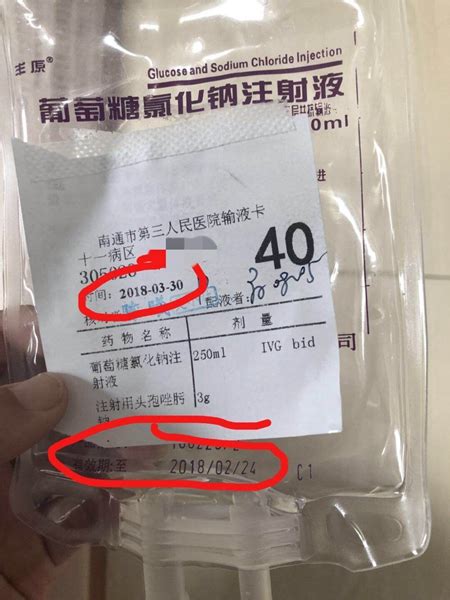 丰原®
Glucose and Sodium Chloride Injection
葡萄糖氯化钠注射液
0ml
南通市第三人民医院输液卡
十一病区
40
时间: 2018-03-30
配液者:
药物名称 剂量
葡萄糖氯化钠注 250ml IVG bid
射液
注射用头孢唑肟 3g
钠
有效期:至 2018/02/24 C1